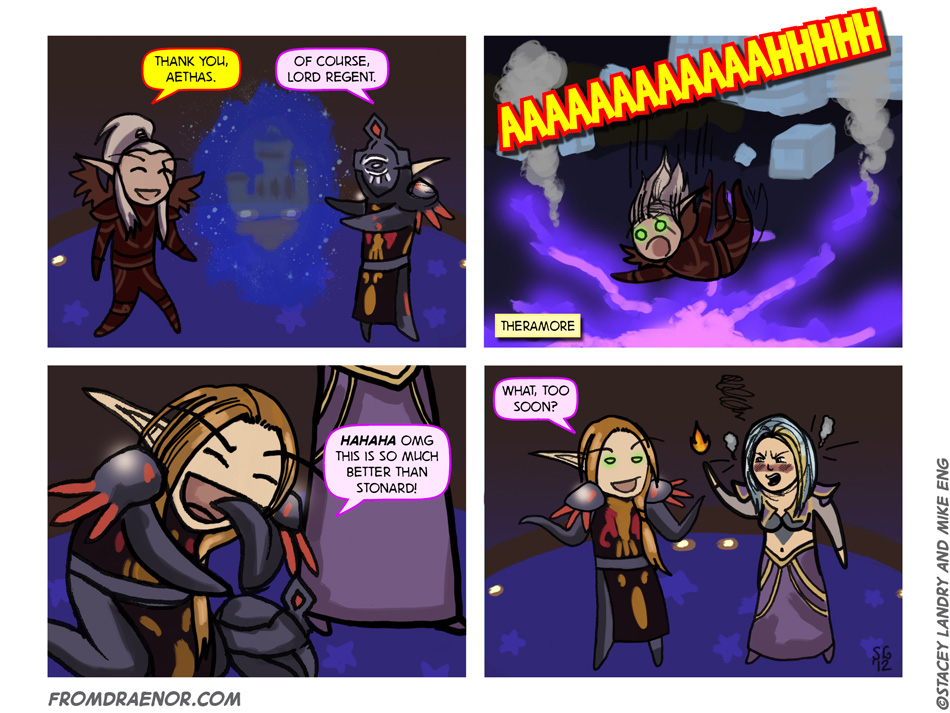 THANK YOU,
AETHAS.
OF COURSE,
LORD REGENT.
AAAAAAAAAAAAHHHHH
THERAMORE
HAHAHA OMG
THIS IS SO MUCH
BETTER THAN
STONARD!
WHAT, TOO
SOON?
SG
12
FROMDRAENOR.COM
©STACEY LANDRY AND MIKE ENG